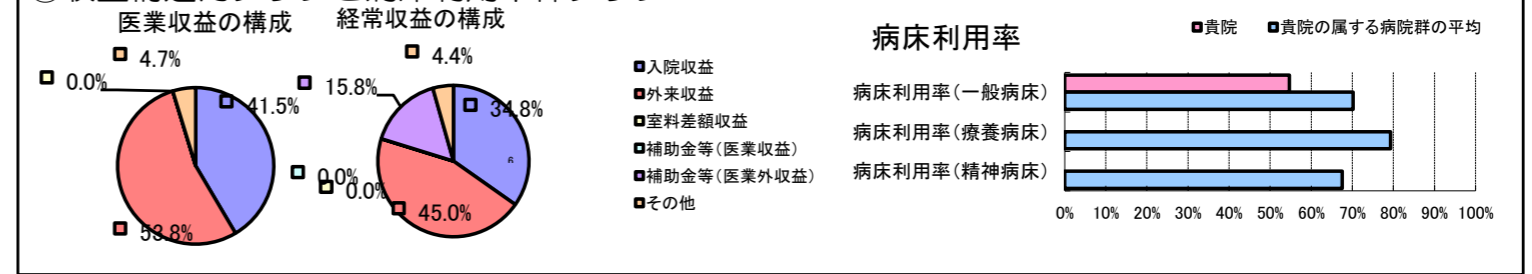 医業収益の構成
4.7%
0.0%
41.5%
53.8%
経常収益の構成
4.4%
15.8%
34.8%
6
0.0%
0.0%
45.0%
入院収益
外来収益
室料差額収益
補助金等(医業収益)
補助金等(医業外収益)
その他
病床利用率
貴院 貴院の属する病院群の平均
病床利用率(一般病床)
病床利用率(療養病床)
病床利用率(精神病床)
0% 10% 20% 30% 40% 50% 60% 70% 80% 90% 100%